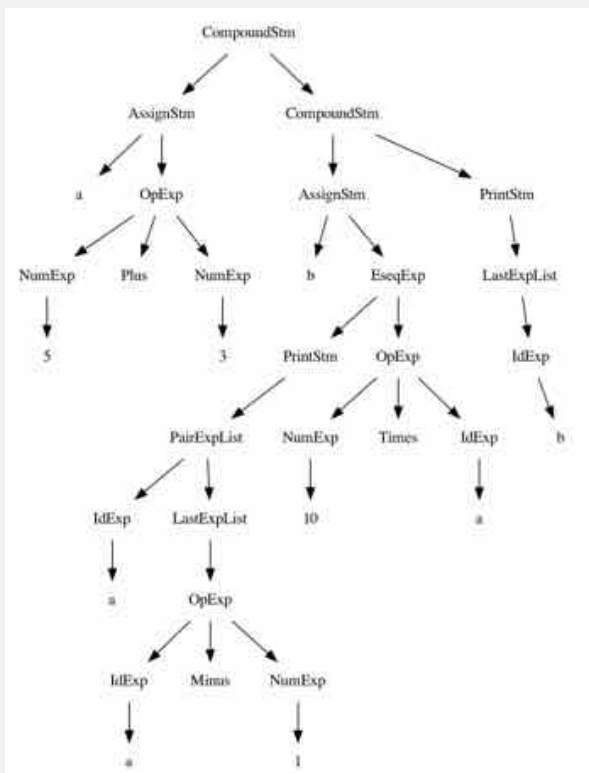 CompoundStm
AssignStm CompoundStm
a OpExp AssignStm PrintStm
NumExp Plus NumExp b EseqExp LastExpList
5 3 PrintStm OpExp IdExp
PairExpList NumExp Times IdExp b
IdExp LastExpList 10 a
a OpExp
IdExp Minus NumExp
a 1